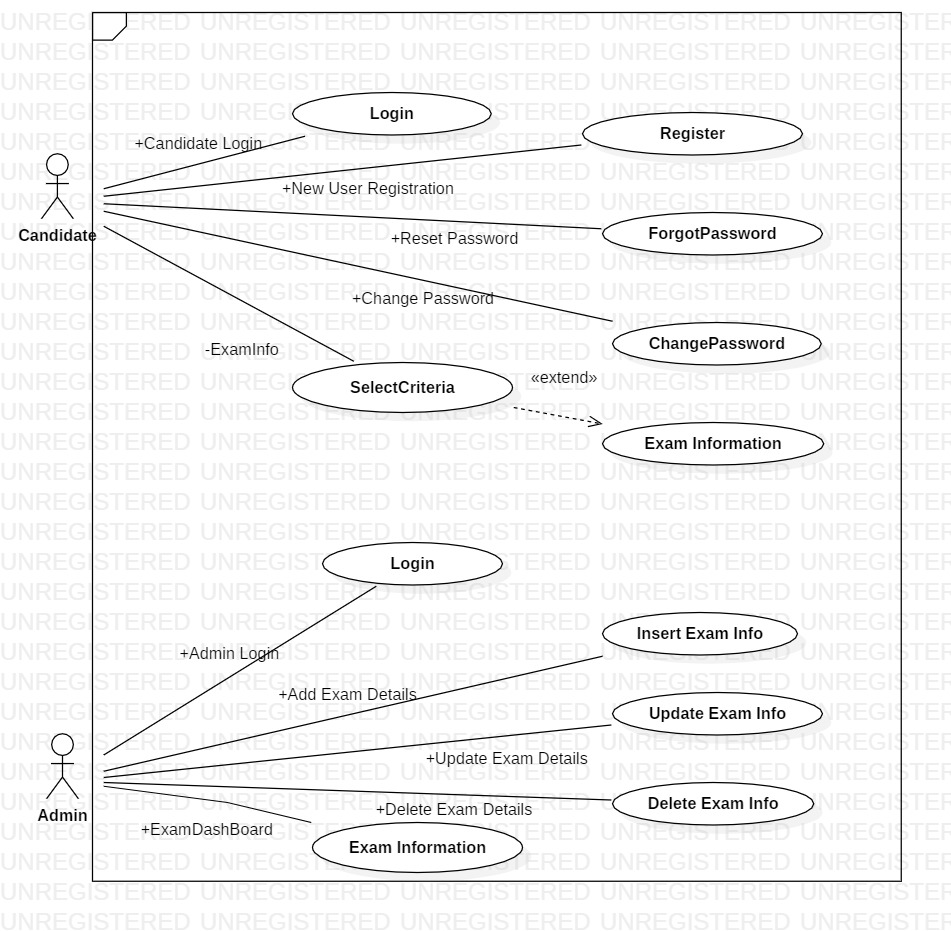 Login
+Candidate Login
Register
+New User Registration
Candidate
ForgotPassword
+Reset Password
+Change Password
ChangePassword
-ExamInfo
SelectCriteria
«extend»
Exam Information
Login
Insert Exam Info
+Admin Login
+Add Exam Details
Update Exam Info
+Update Exam Details
Admin
Delete Exam Info
+Delete Exam Details
+ExamDashBoard
Exam Information
UNREGISTERED